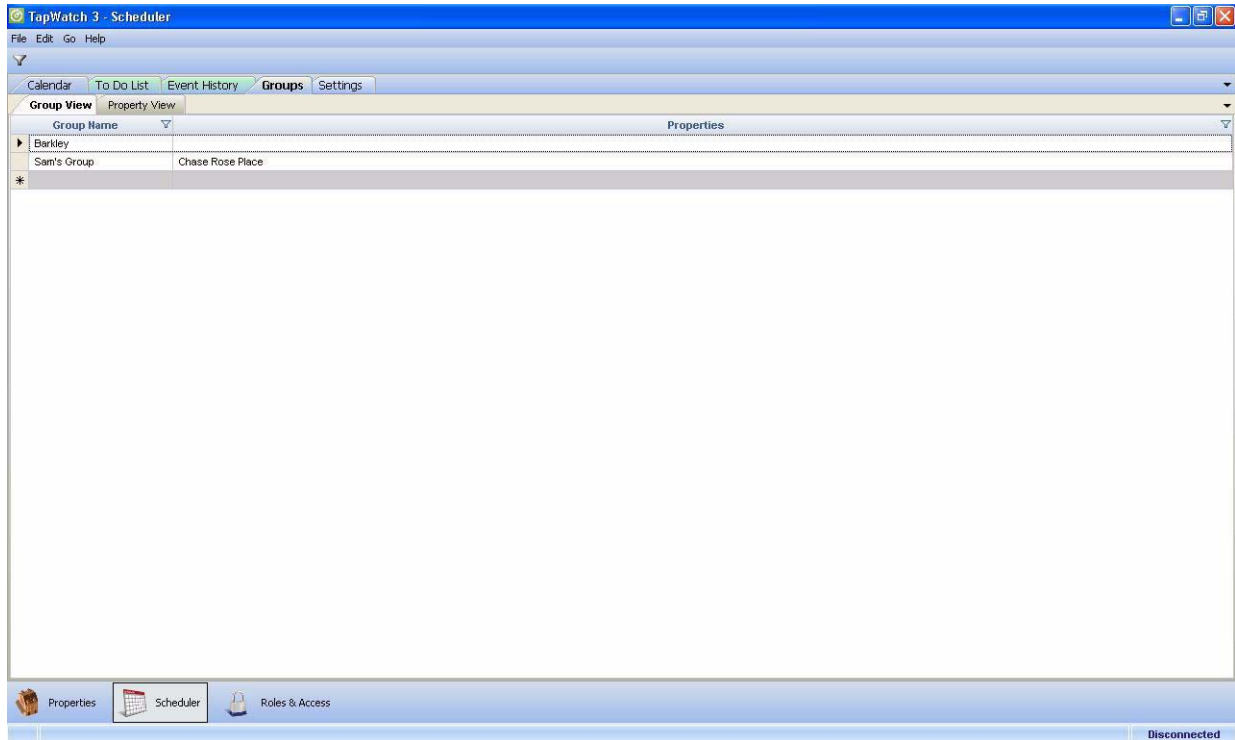 TapWatch 3 - Scheduler
File Edit Go Help
Calendar To Do List Event History Groups Settings
Group View Property View
Group Name Properties
Barkley
Sam's Group Chase Rose Place
Properties Scheduler Roles & Access
Disconnected